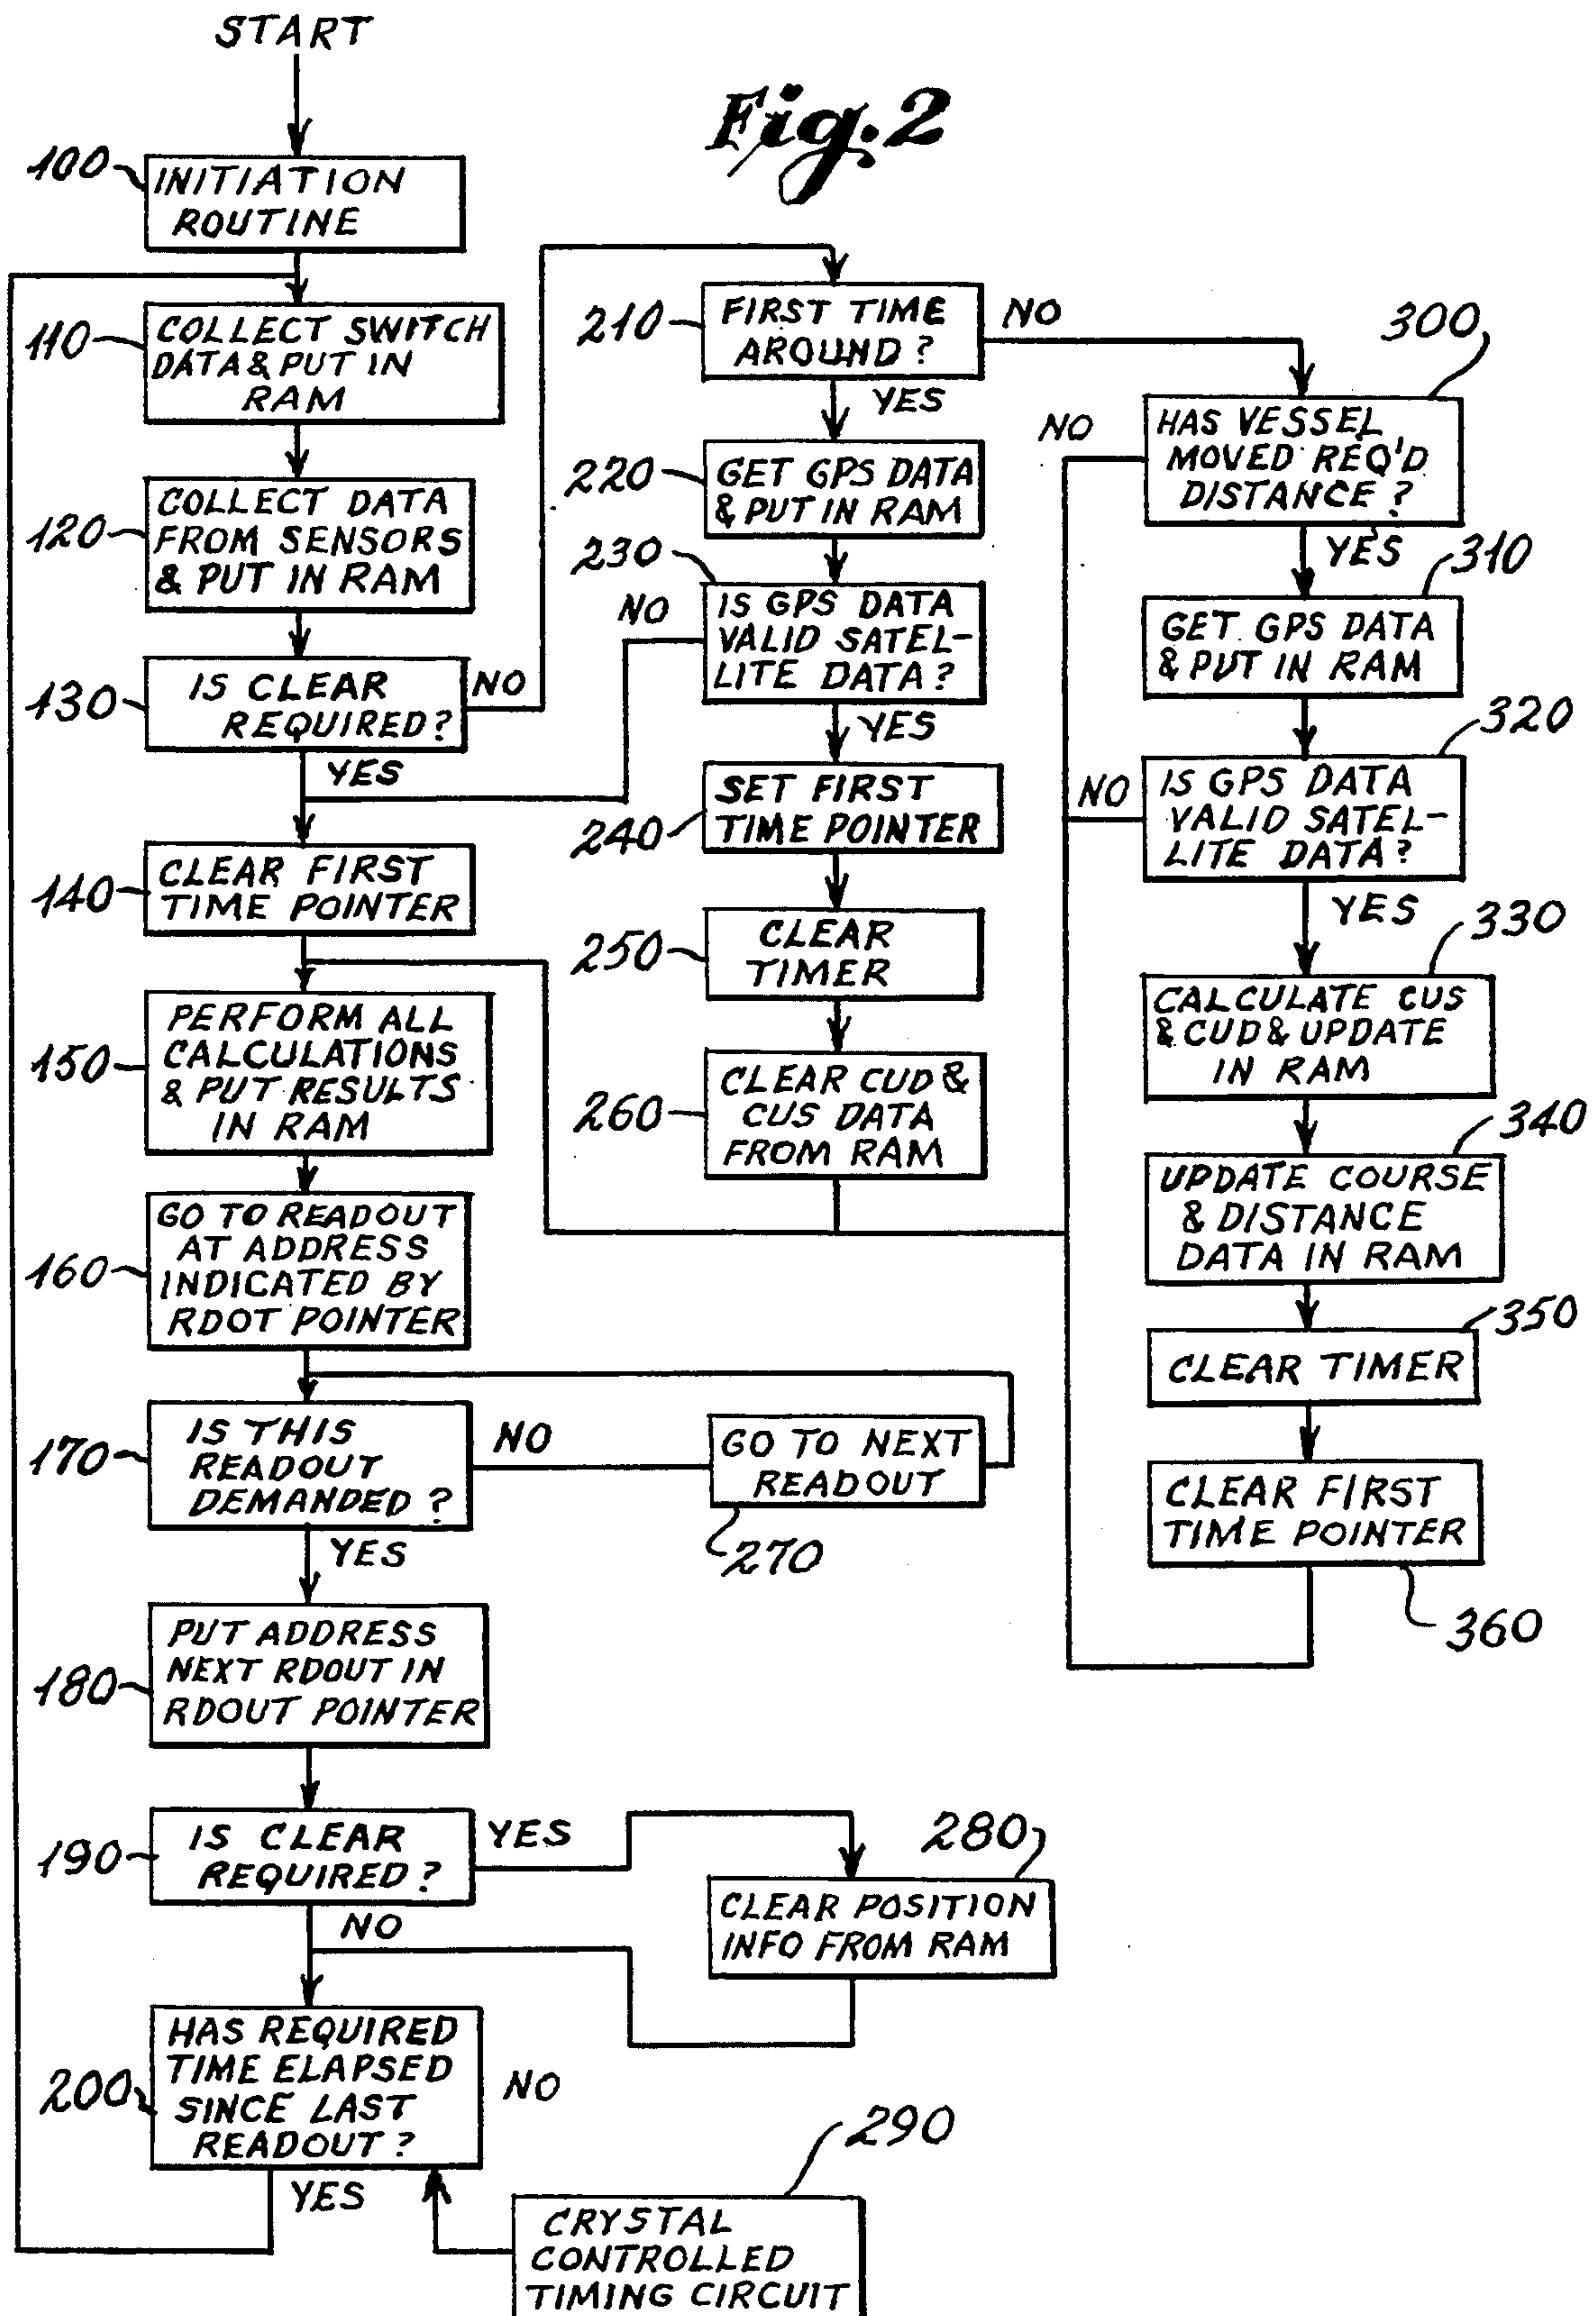 START
Fig. 2
100
INITIATION
ROUTINE
110
COLLECT SWITCH
DATA & PUT IN
RAM
120
COLLECT DATA
FROM SENSORS
& PUT IN RAM
130
IS CLEAR
REQUIRED?
NO
YES
140
CLEAR FIRST
TIME POINTER
150
PERFORM ALL
CALCULATIONS
& PUT RESULTS
IN RAM
160
GO TO READOUT
AT ADDRESS
INDICATED BY
RDOT POINTER
170
IS THIS
READOUT
DEMANDED?
NO
YES
GO TO NEXT
READOUT
270
180
PUT ADDRESS
NEXT RDOUT IN
RDOUT POINTER
190
IS CLEAR
REQUIRED?
YES
NO
280
CLEAR POSITION
INFO FROM RAM
200
HAS REQUIRED
TIME ELAPSED
SINCE LAST
READOUT?
NO
YES
290
CRYSTAL
CONTROLLED
TIMING CIRCUIT
210
FIRST TIME
AROUND?
NO
YES
220
GET GPS DATA
& PUT IN RAM
230
IS GPS DATA
VALID SATEL-
LITE DATA?
NO
YES
240
SET FIRST
TIME POINTER
250
CLEAR
TIMER
260
CLEAR CUD &
CUS DATA
FROM RAM
300
HAS VESSEL
MOVED REQ'D
DISTANCE?
NO
YES
310
GET GPS DATA
& PUT IN RAM
320
IS GPS DATA
VALID SATEL-
LITE DATA?
NO
YES
330
CALCULATE CUS
& CUD & UPDATE
IN RAM
340
UPDATE COURSE
& DISTANCE
DATA IN RAM
350
CLEAR TIMER
CLEAR FIRST
TIME POINTER
360